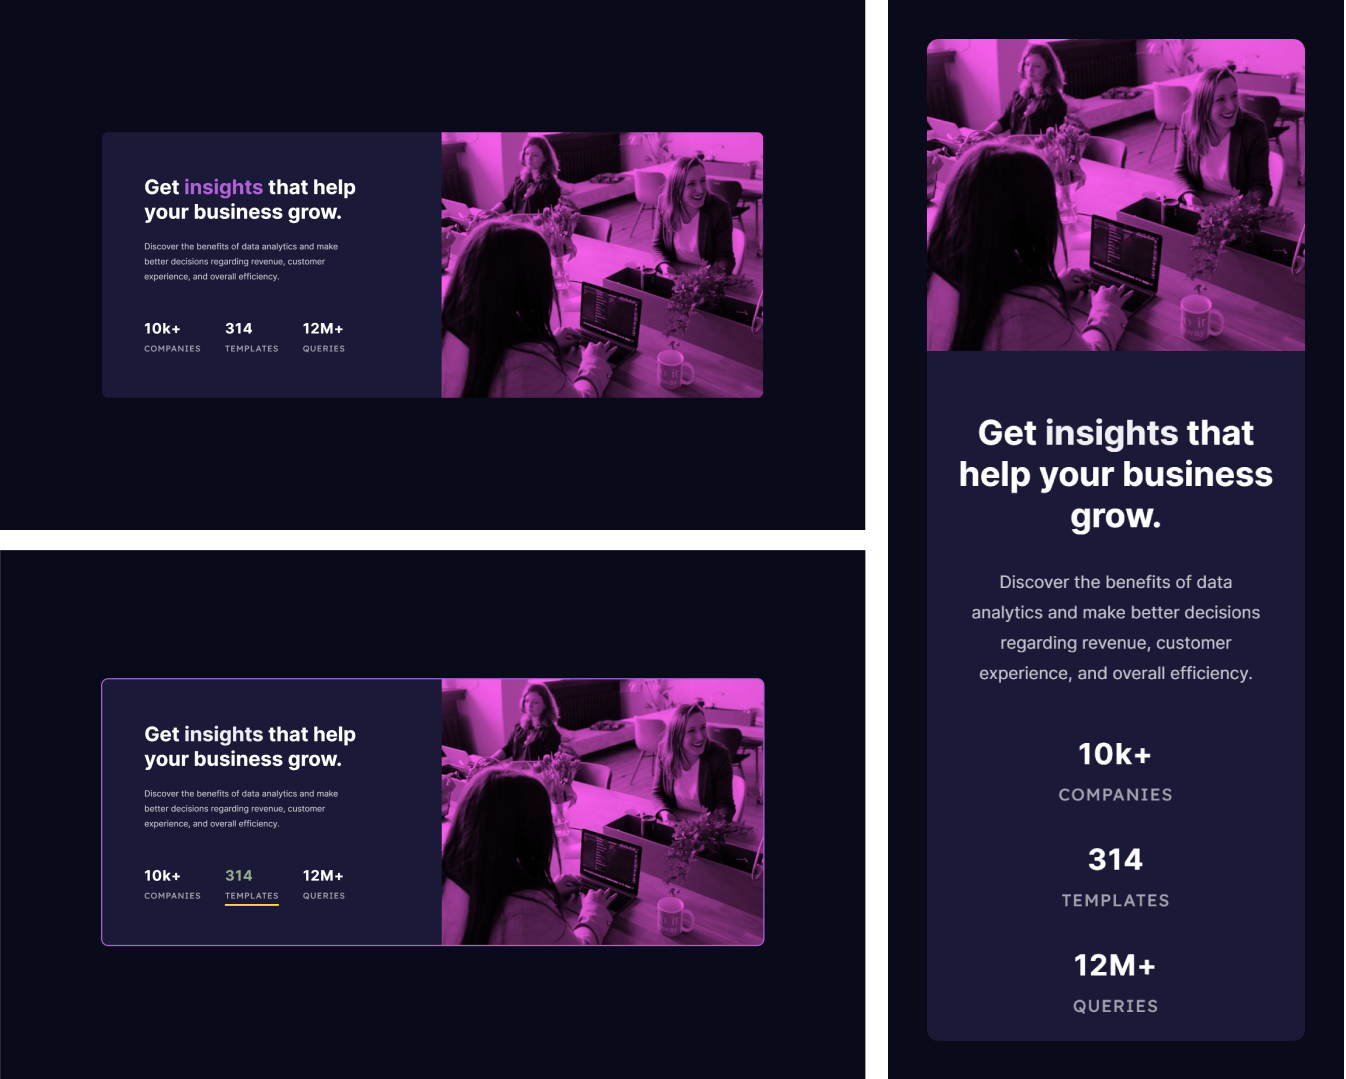 Get insights that help
your business grow.
Discover the benefits of data analytics and make
better decisions regarding revenue, customer
experience, and overall efficiency.
10k+ 314 12M+
COMPANIES TEMPLATES QUERIES
Get insights that help
your business grow.
Discover the benefits of data analytics and make
better decisions regarding revenue, customer
experience, and overall efficiency.
10k+ 314 12M+
COMPANIES TEMPLATES QUERIES
Get insights that
help your business
grow.
Discover the benefits of data
analytics and make better decisions
regarding revenue, customer
experience, and overall efficiency.
10k+
COMPANIES
314
TEMPLATES
12M+
QUERIES